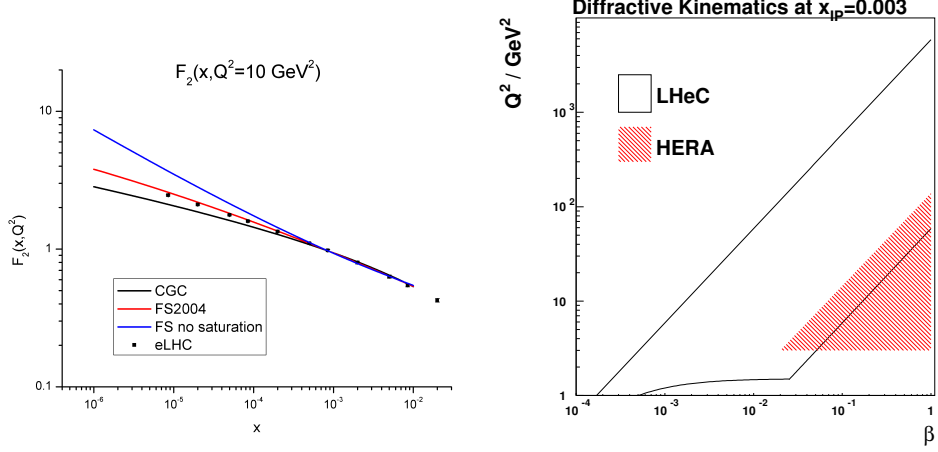 F₂(x,Q²=10 GeV²)
F₂(x,Q²)
10
1
0.1
CGC
FS2004
FS no saturation
eLHC
10⁻⁶
10⁻⁵
10⁻⁴
10⁻³
10⁻²
x
Diffractive Kinematics at x_IP=0.003
Q² / GeV²
10³
10²
10
1
LHeC
HERA
10⁻⁴
10⁻³
10⁻²
10⁻¹
1
β